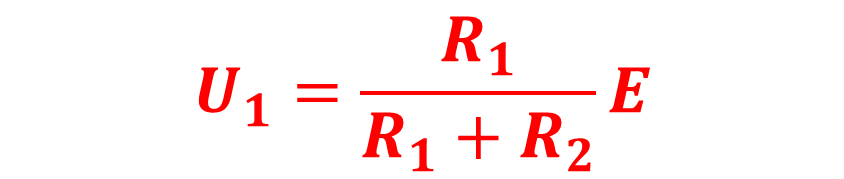 U₁ = R₁ / (R₁ + R₂) E